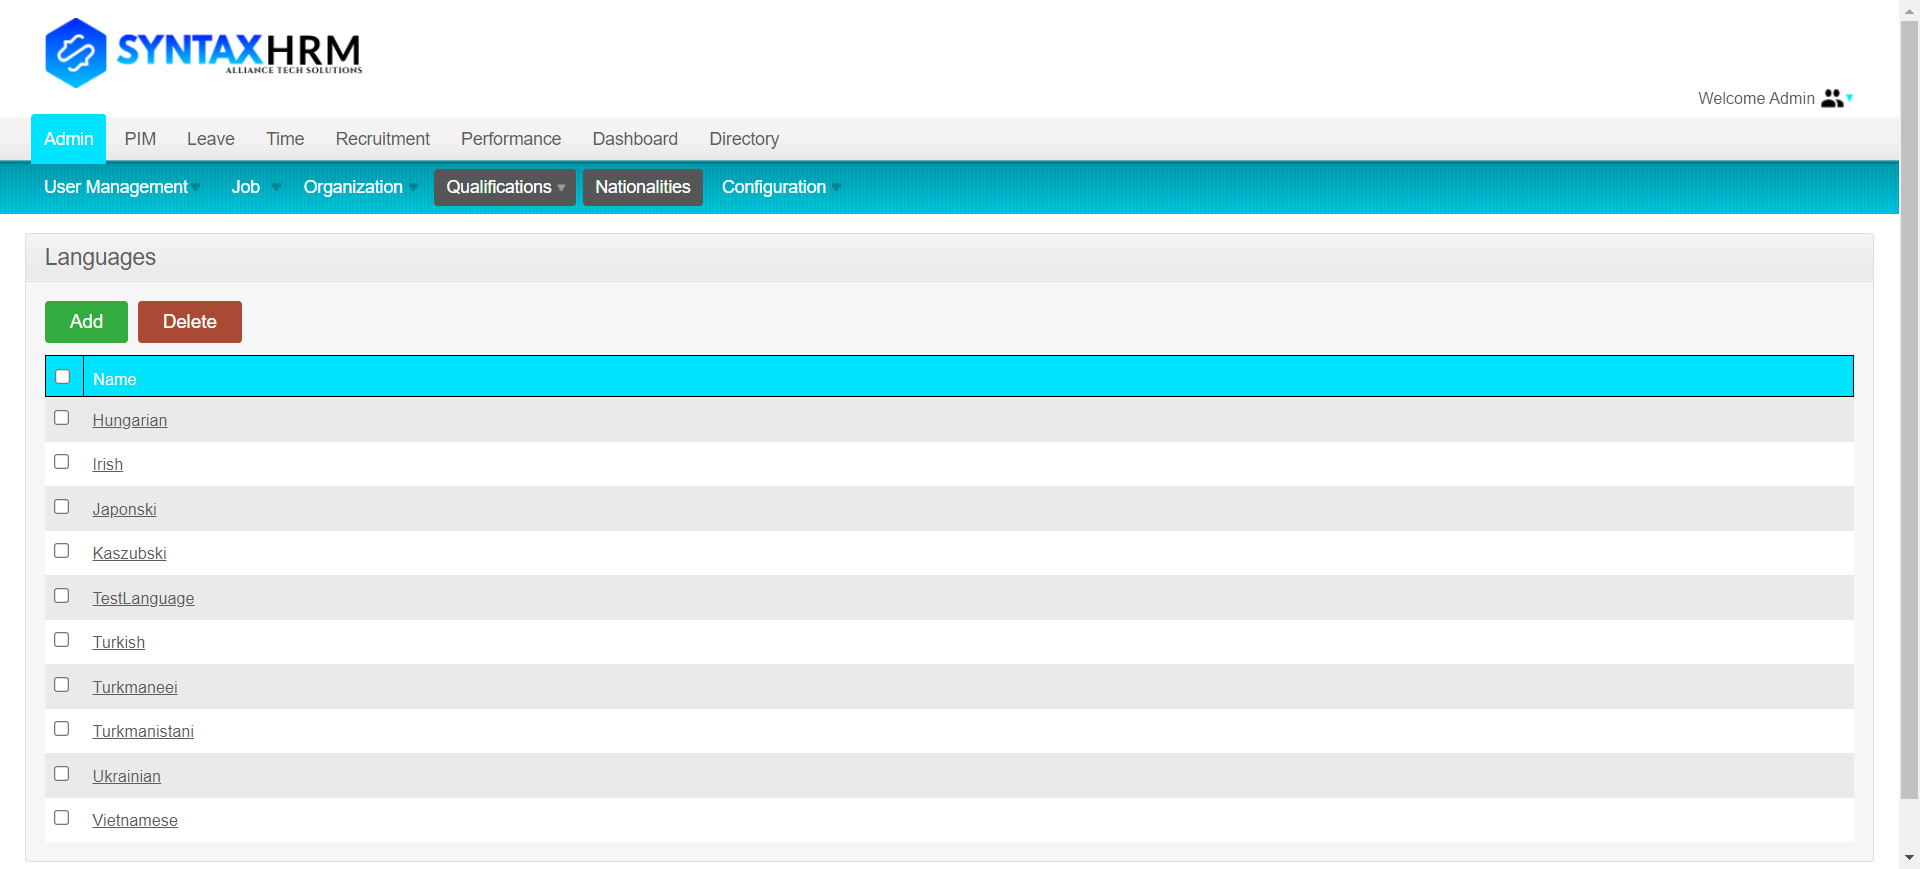 SYNTAXHRM
ALLIANCE TECH SOLUTIONS
Welcome Admin
Admin PIM Leave Time Recruitment Performance Dashboard Directory
User Management Job Organization Qualifications Nationalities Configuration
Languages
Add Delete
Name
Hungarian
Irish
Japonski
Kaszubski
TestLanguage
Turkish
Turkmaneei
Turkmanistani
Ukrainian
Vietnamese